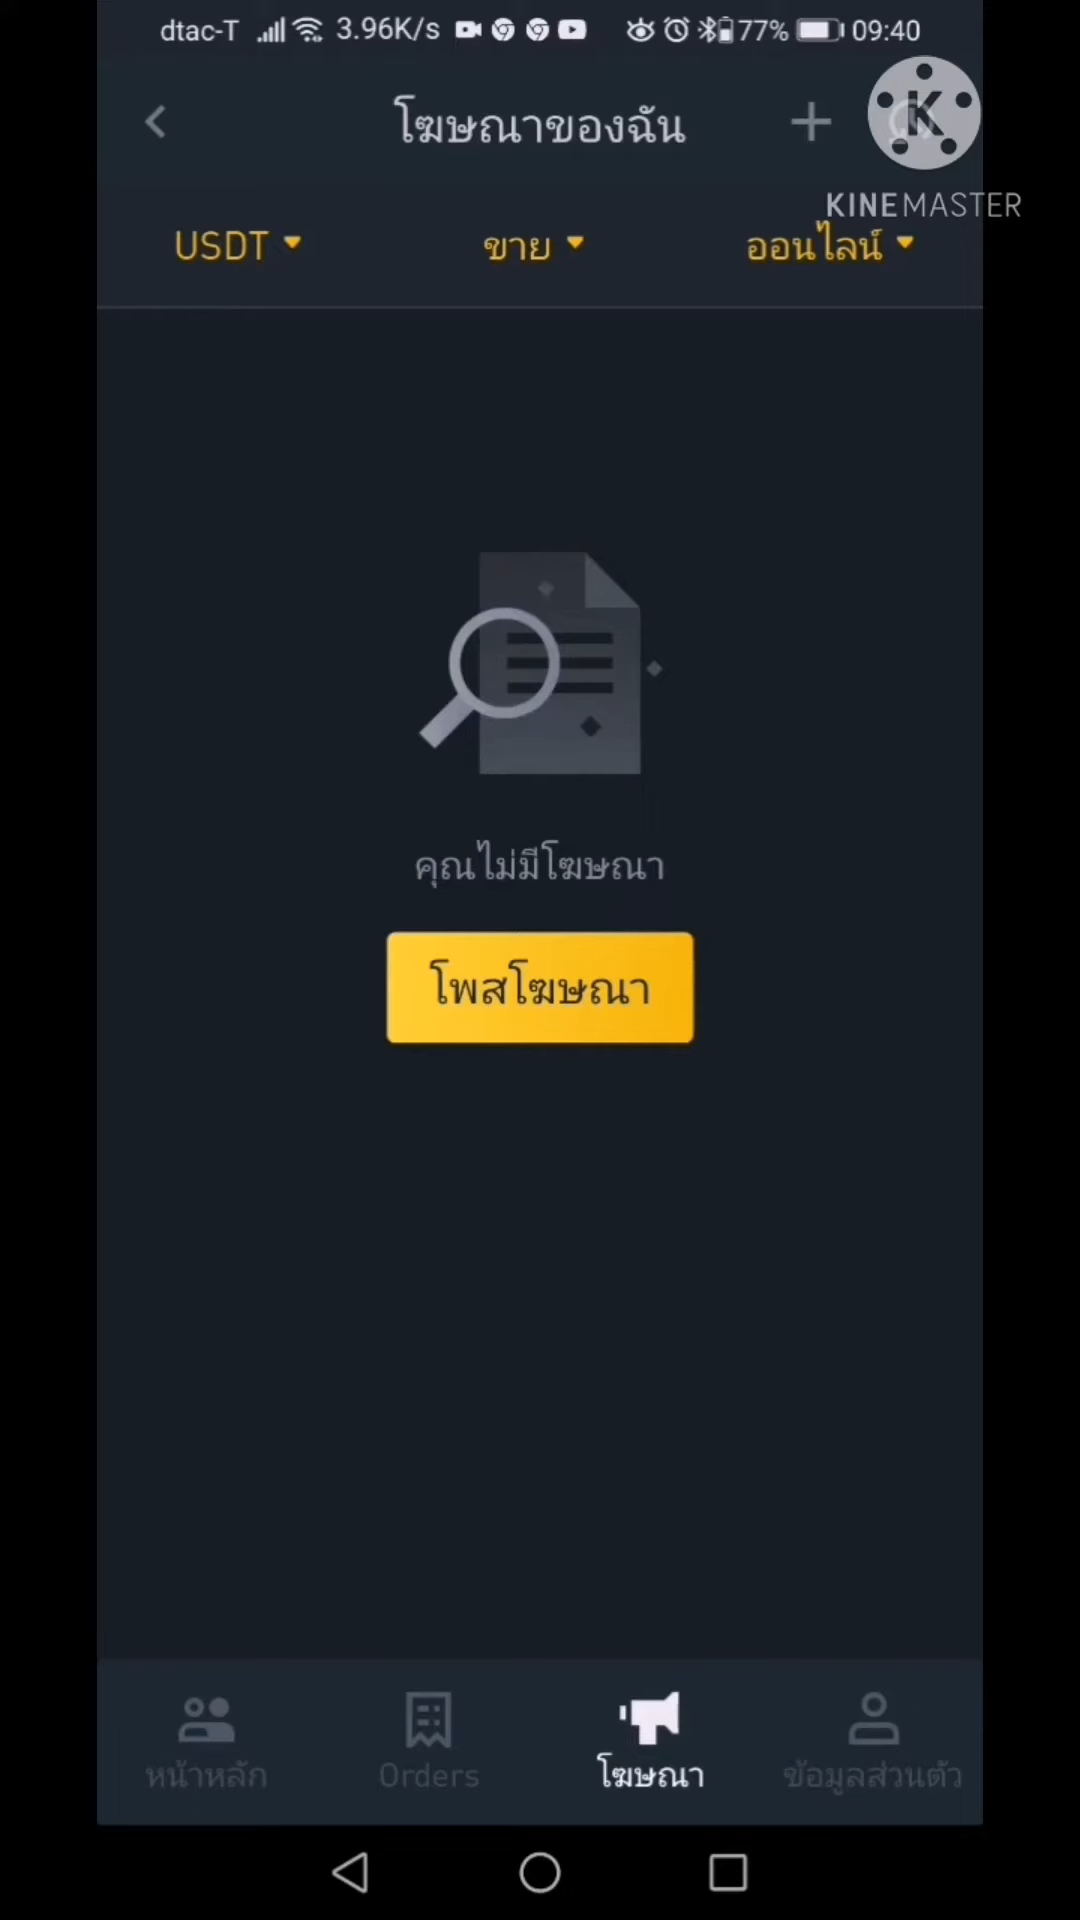 dtac-T 3.96K/s 77% 09:40
โฆษณาของฉัน
K
KINEMASTER
USDT ขาย ออนไลน์
คุณไม่มีโฆษณา
โพสโฆษณา
หน้าหลัก Orders โฆษณา ข้อมูลส่วนตัว